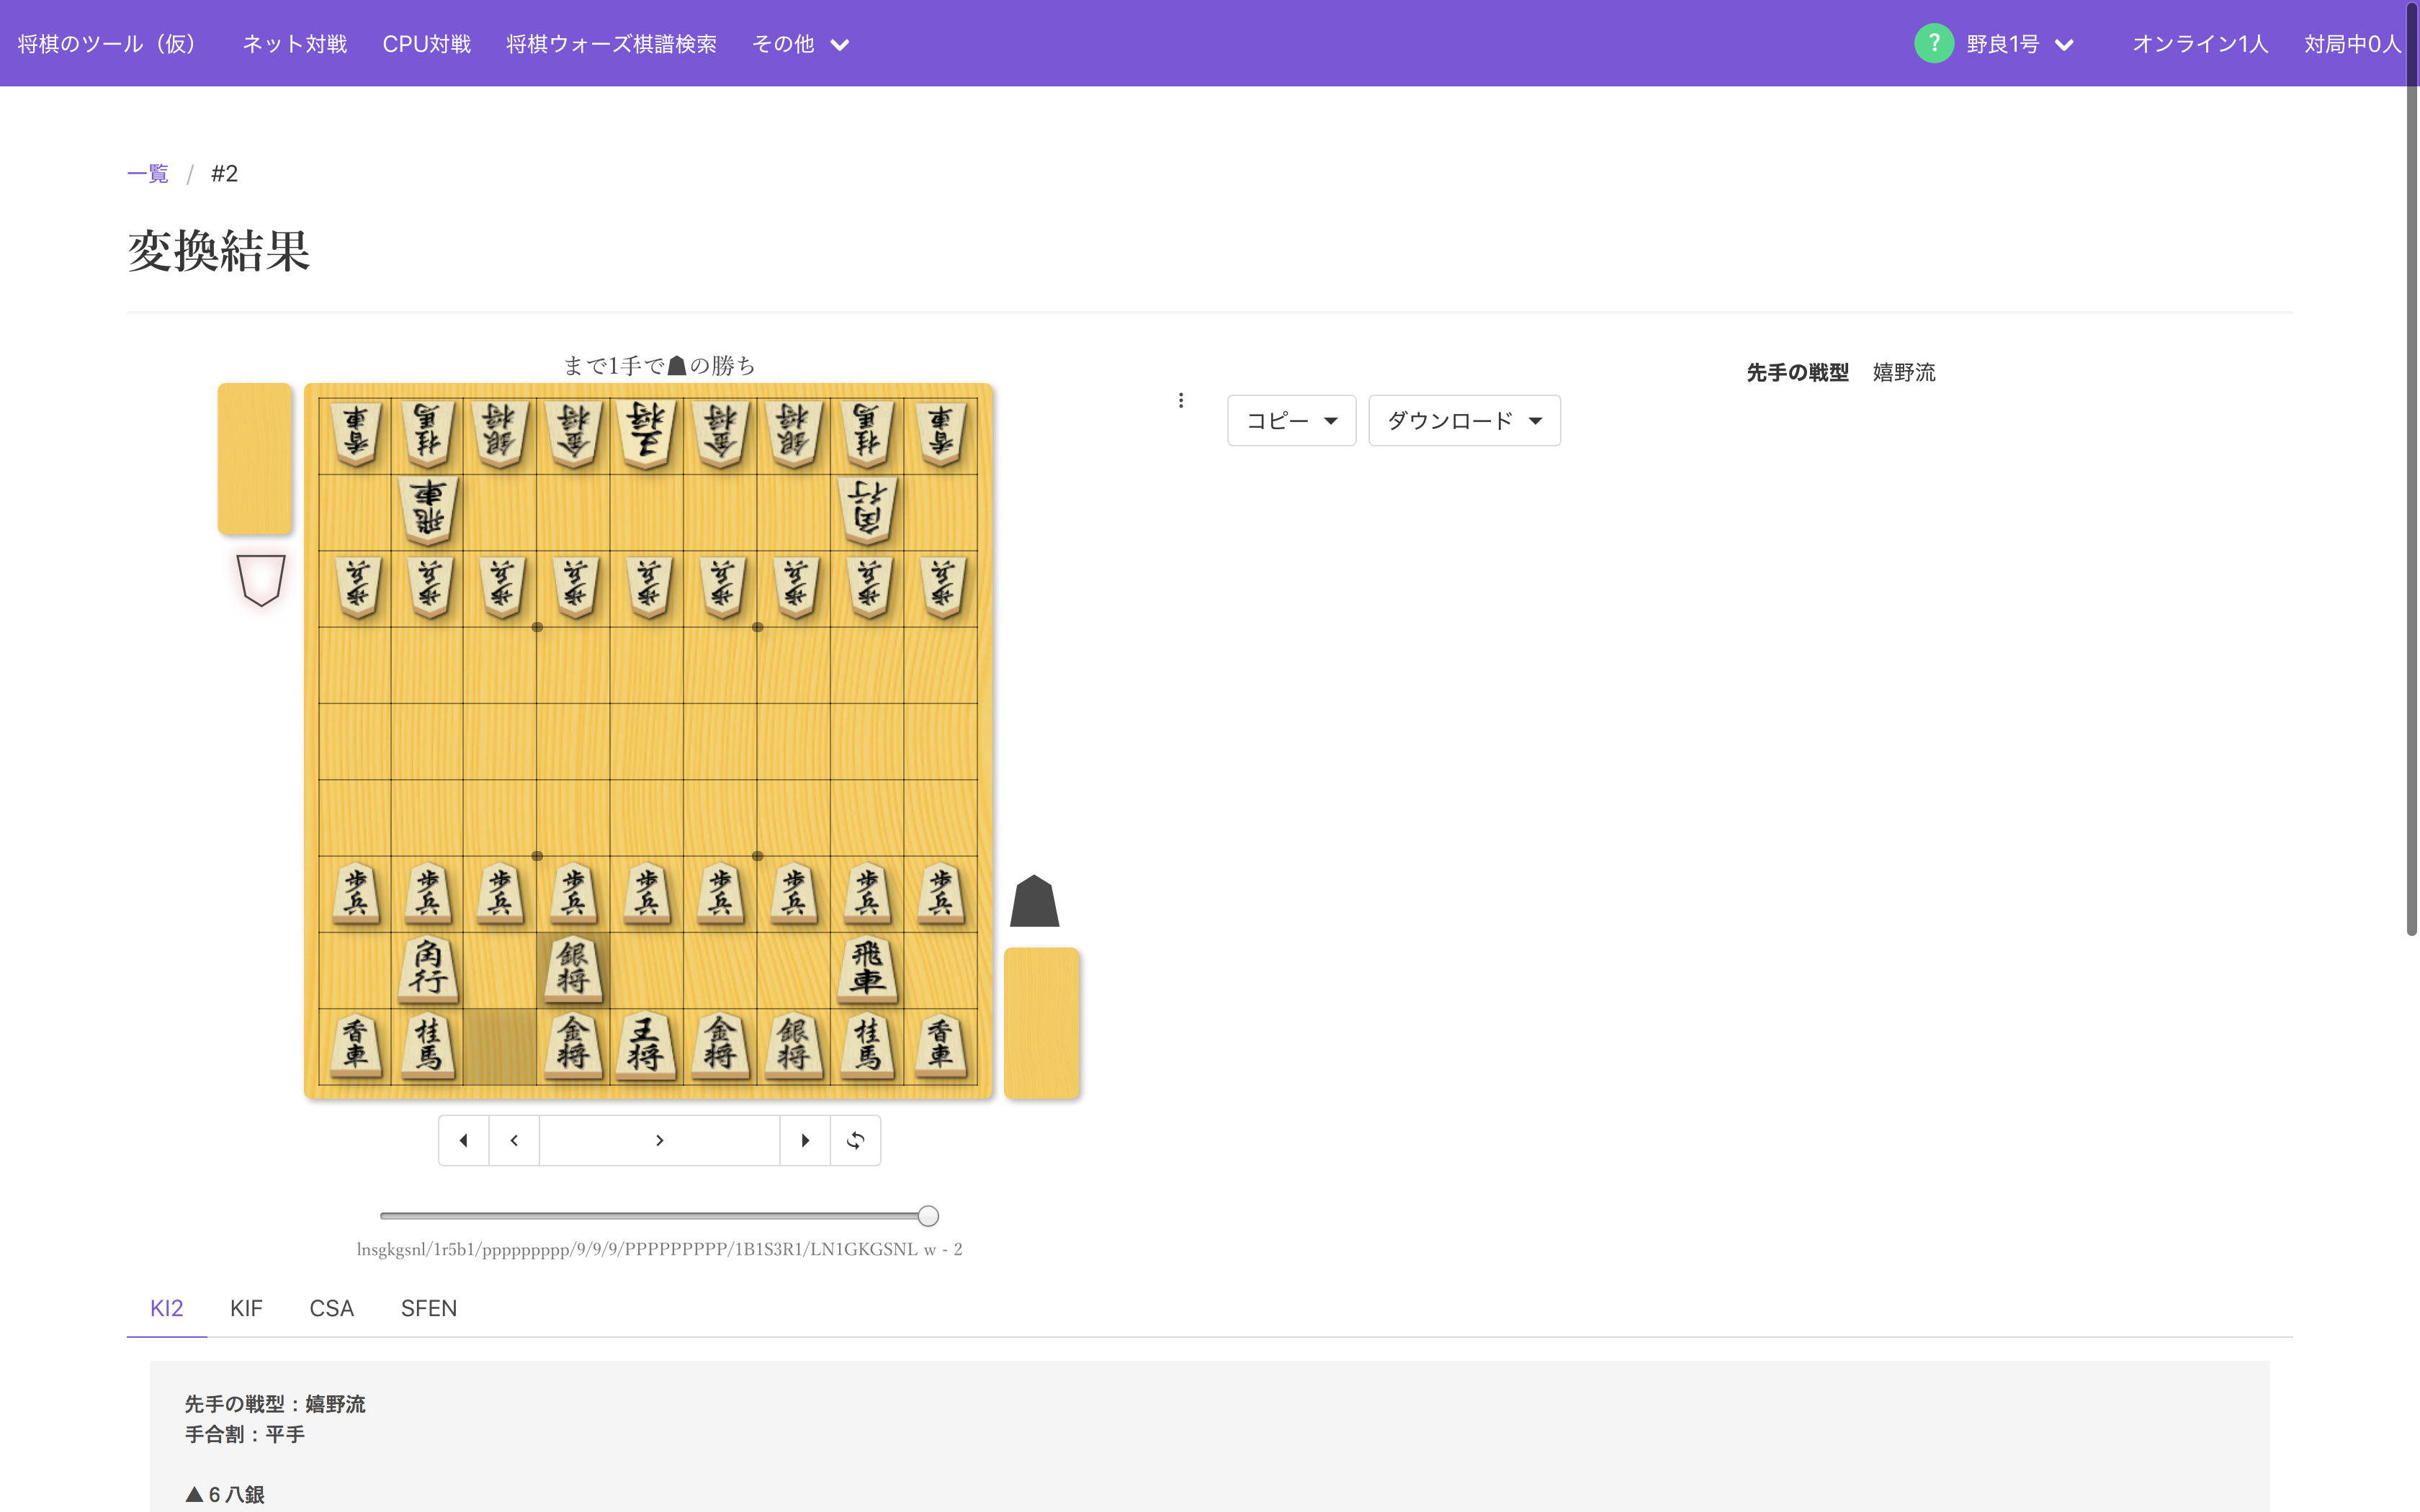 将棋のツール（仮） ネット対戦 CPU対戦 将棋ウォーズ棋譜検索 その他 ? 野良1号 オンライン1人 対局中0人
一覧 / #2
変換結果
まで1手で☗の勝ち
コピー ダウンロード
先手の戦型 嬉野流
香車 桂馬 銀将 金将 王将 金将 銀将 桂馬 香車
飛車 角行
歩兵 歩兵 歩兵 歩兵 歩兵 歩兵 歩兵 歩兵 歩兵
歩兵 歩兵 歩兵 歩兵 歩兵 歩兵 歩兵 歩兵 歩兵
角行 銀将 飛車
香車 桂馬 金将 王将 金将 銀将 桂馬 香車
lnsgkgsnl/1r5b1/ppppppppp/9/9/9/PPPPPPPPP/1B1S3R1/LN1GKGSNL w - 2
KI2 KIF CSA SFEN
先手の戦型：嬉野流
手合割：平手
▲６八銀